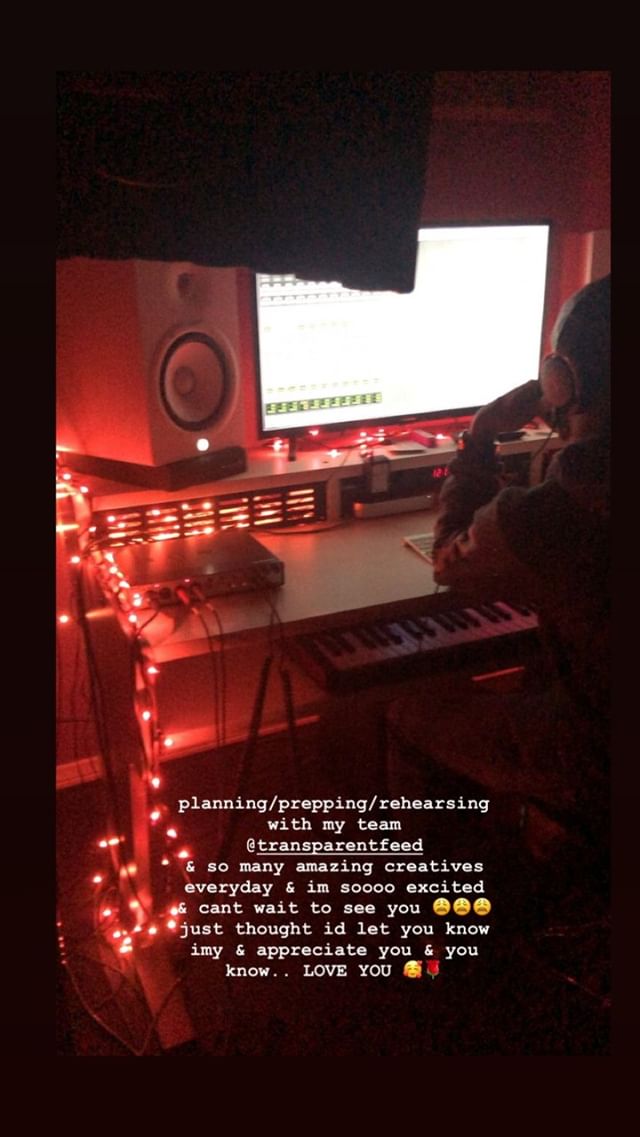 planning/prepping/rehearsing
with my team
@transparentfeed
& so many amazing creatives
everyday & im soooo excited
& cant wait to see you 😩😩😩
just thought id let you know
imy & appreciate you & you
know.. LOVE YOU 🥰🌹